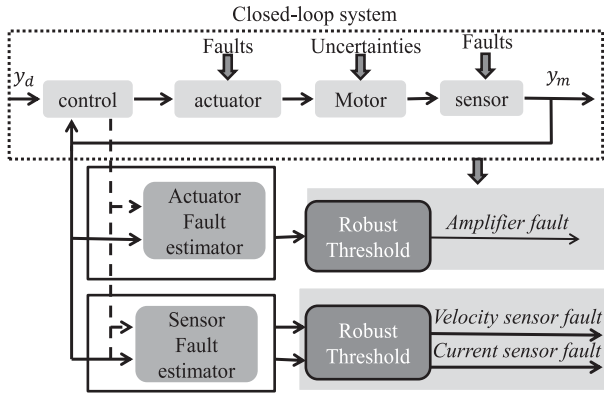 Closed-loop system
Faults
Uncertainties
Faults
y_d
control
actuator
Motor
sensor
y_m
Actuator
Fault
estimator
Robust
Threshold
Amplifier fault
Sensor
Fault
estimator
Robust
Threshold
Velocity sensor fault
Current sensor fault